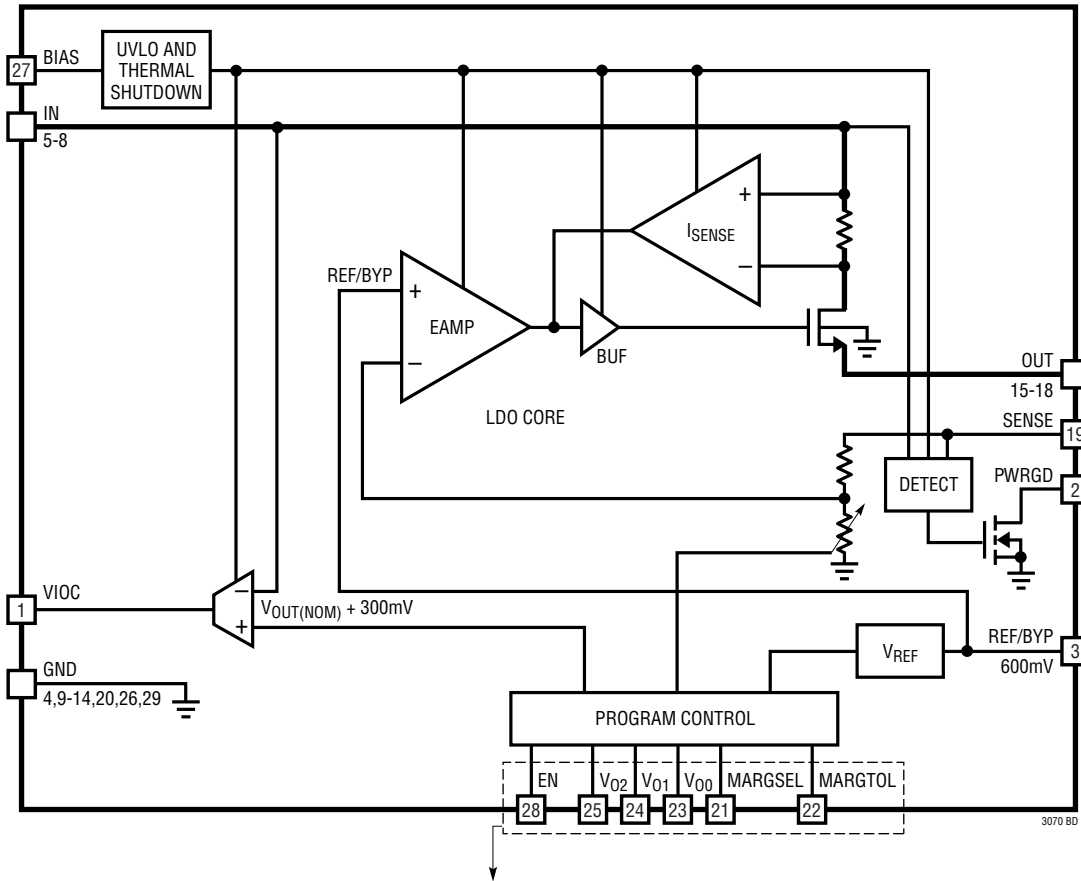 27
BIAS
UVLO AND
THERMAL
SHUTDOWN
IN
5-8
+
ISENSE
–
REF/BYP
+
EAMP
–
BUF
LDO CORE
OUT
15-18
SENSE
19
DETECT
PWRGD
2
1
VIOC
–
+
VOUT(NOM) + 300mV
GND
4,9-14,20,26,29
VREF
REF/BYP
3
600mV
PROGRAM CONTROL
EN
VO2
VO1
VO0
MARGSEL
MARGTOL
28
25
24
23
21
22
3070 BD